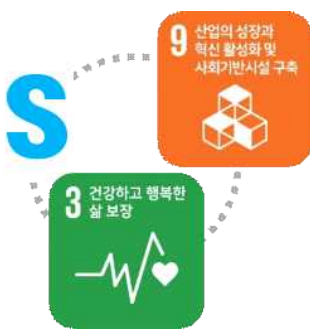 S
9 산업의 성장과
혁신 활성화 및
사회기반시설 구축
3 건강하고 행복한
삶 보장